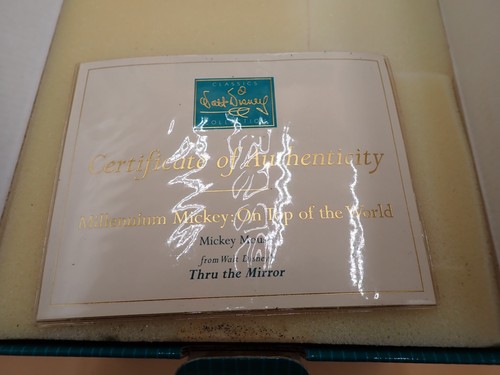 CLASSICS
Walt Disney
COLLECTION
Certificate of Authenticity
Millennium Mickey: On Top of the World
Mickey Mouse
from Walt Disney's
Thru the Mirror